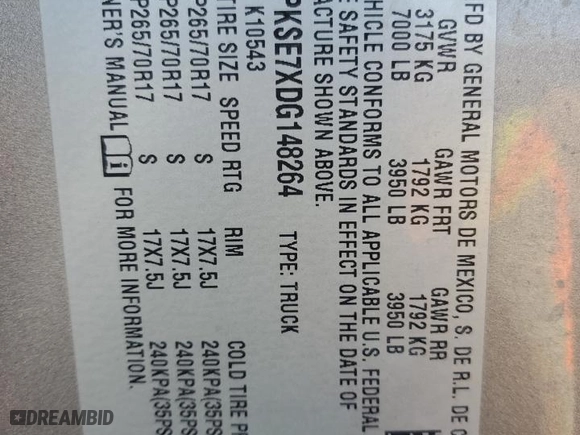 FD BY GENERAL MOTORS DE MEXICO, S. DE R.L. DE C
GVWR GAWR FRT GAWR RR
3175 KG 1792 KG 1792 KG
7000 LB 3950 LB 3950 LB
EHICLE CONFORMS TO ALL APPLICABLE U.S. FEDERAL
E SAFETY STANDARDS IN EFFECT ON THE DATE OF
ACTURE SHOWN ABOVE.
PKSE7XDG148264 TYPE: TRUCK
K10543
TIRE SIZE SPEED RTG RIM COLD TIRE P
P265/70R17 S 17X7.5J 240KPA(35PS
P265/70R17 S 17X7.5J 240KPA(35PS
P265/70R17 S 17X7.5J 240KPA(35PS
NER'S MANUAL i FOR MORE INFORMATION.
DREAMBID